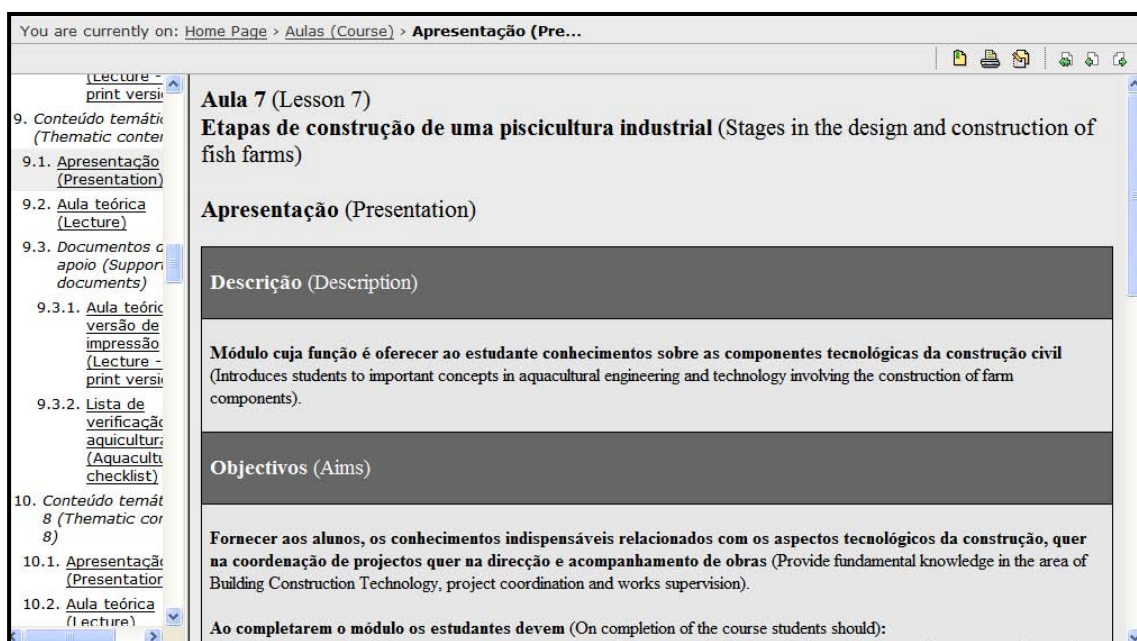 You are currently on: Home Page › Aulas (Course) › Apresentação (Pre...
(Lecture -
print versi
9. Conteúdo temátic
(Thematic conter
9.1. Apresentação
(Presentation)
9.2. Aula teórica
(Lecture)
9.3. Documentos d
apoio (Support
documents)
9.3.1. Aula teóric
versão de
impressão
(Lecture -
print versi
9.3.2. Lista de
verificação
aquicultura
(Aquacultu
checklist)
10. Conteúdo temát
8 (Thematic con
8)
10.1. Apresentação
(Presentation
10.2. Aula teórica
(Lecture)
Aula 7 (Lesson 7)
Etapas de construção de uma piscicultura industrial (Stages in the design and construction of
fish farms)
Apresentação (Presentation)
Descrição (Description)
Módulo cuja função é oferecer ao estudante conhecimentos sobre as componentes tecnológicas da construção civil
(Introduces students to important concepts in aquacultural engineering and technology involving the construction of farm
components).
Objectivos (Aims)
Fornecer aos alunos, os conhecimentos indispensáveis relacionados com os aspectos tecnológicos da construção, quer
na coordenação de projectos quer na direcção e acompanhamento de obras (Provide fundamental knowledge in the area of
Building Construction Technology, project coordination and works supervision).
Ao completarem o módulo os estudantes devem (On completion of the course students should):